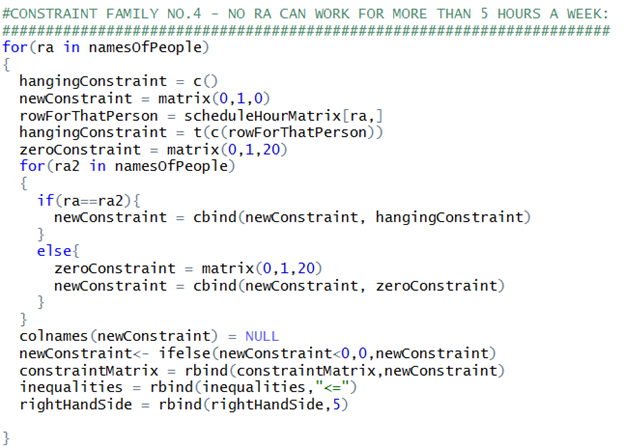 #CONSTRAINT FAMILY NO.4 - NO RA CAN WORK FOR MORE THAN 5 HOURS A WEEK:
######################################################################
for(ra in namesOfPeople)
{
  hangingConstraint = c()
  newConstraint = matrix(0,1,0)
  rowForThatPerson = scheduleHourMatrix[ra,]
  hangingConstraint = t(c(rowForThatPerson))
  zeroConstraint = matrix(0,1,20)
  for(ra2 in namesOfPeople)
  {
    if(ra==ra2){
      newConstraint = cbind(newConstraint, hangingConstraint)
    }
    else{
      zeroConstraint = matrix(0,1,20)
      newConstraint = cbind(newConstraint, zeroConstraint)
    }
  }
  colnames(newConstraint) = NULL
  newConstraint<- ifelse(newConstraint<0,0,newConstraint)
  constraintMatrix = rbind(constraintMatrix,newConstraint)
  inequalities = rbind(inequalities,"<=")
  rightHandSide = rbind(rightHandSide,5)
}